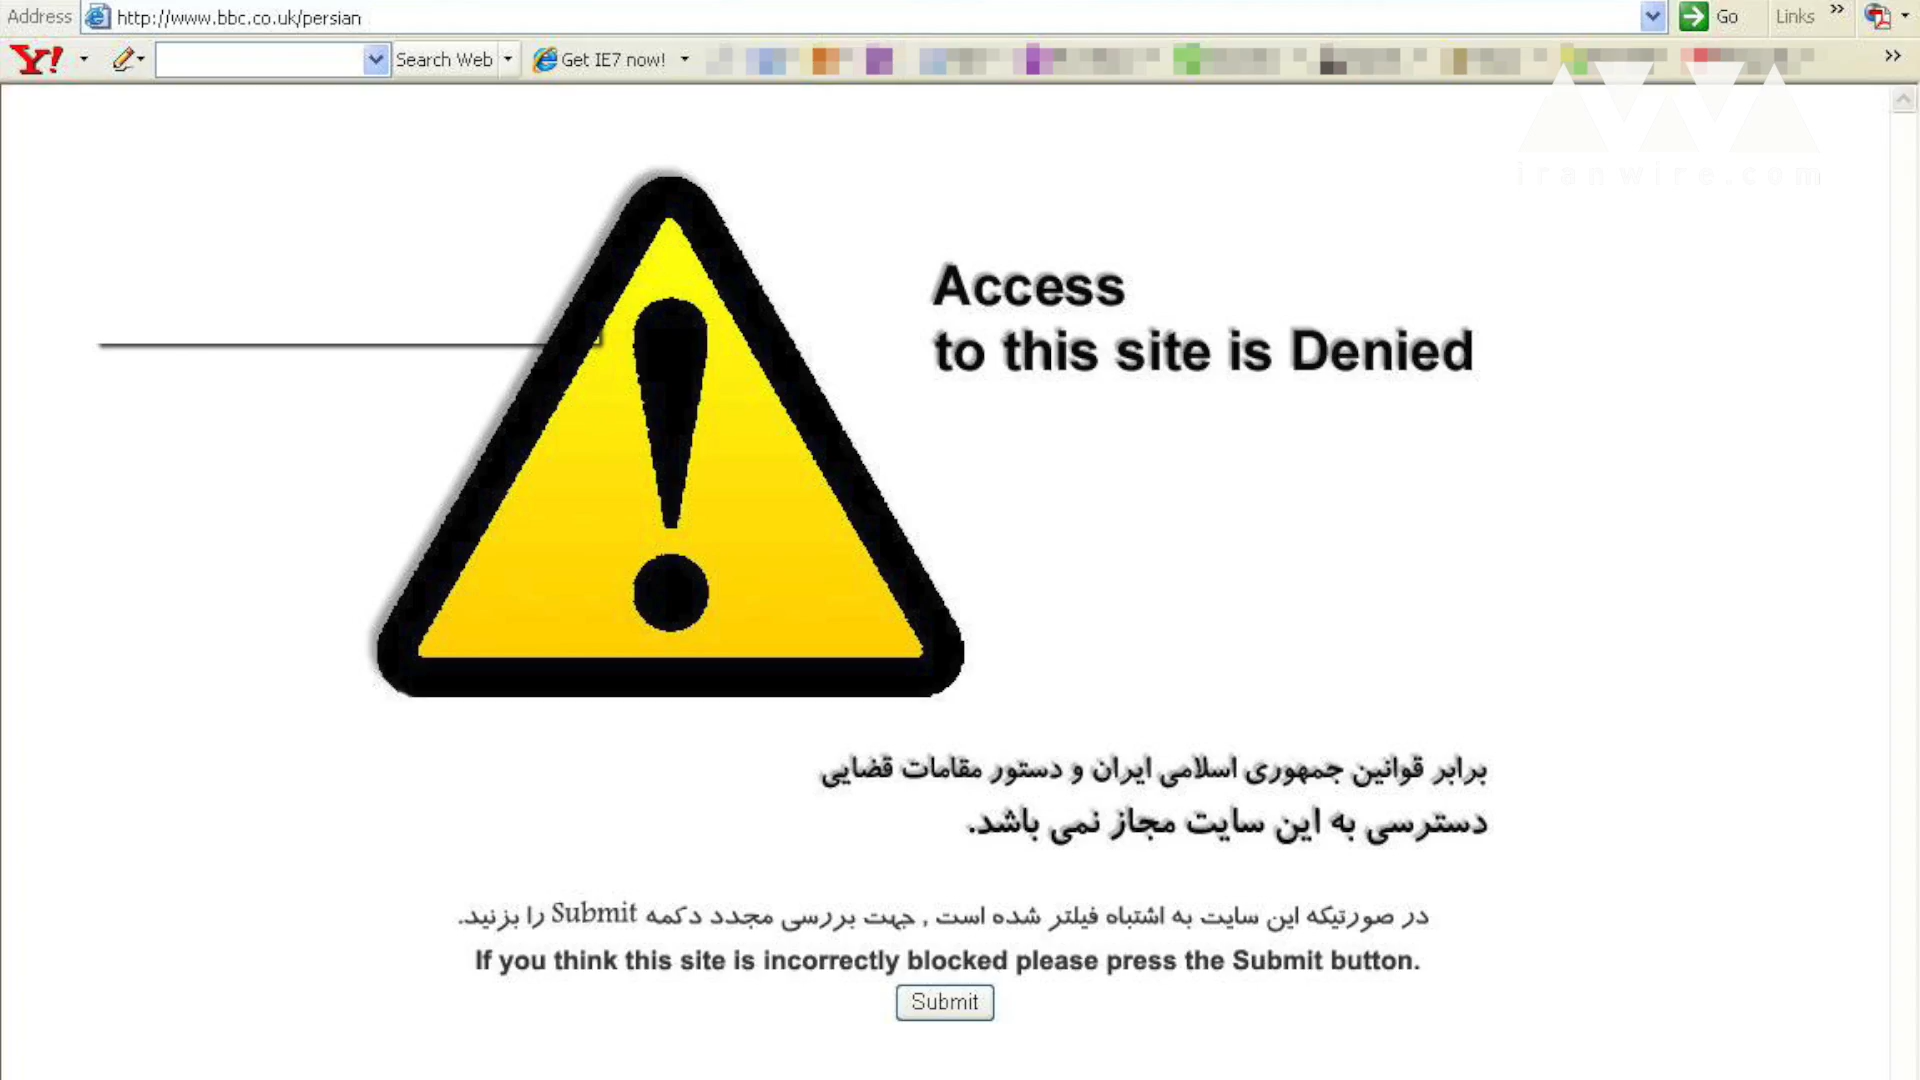 Address http://www.bbc.co.uk/persian Go Links »
Y! Search Web Get IE7 now! »
iranwire.com
Access
to this site is Denied
برابر قوانین جمهوری اسلامی ایران و دستور مقامات قضایی
دسترسی به این سایت مجاز نمی باشد.
در صورتیکه این سایت به اشتباه فیلتر شده است , جهت بررسی مجدد دکمه Submit را بزنید.
If you think this site is incorrectly blocked please press the Submit button.
Submit